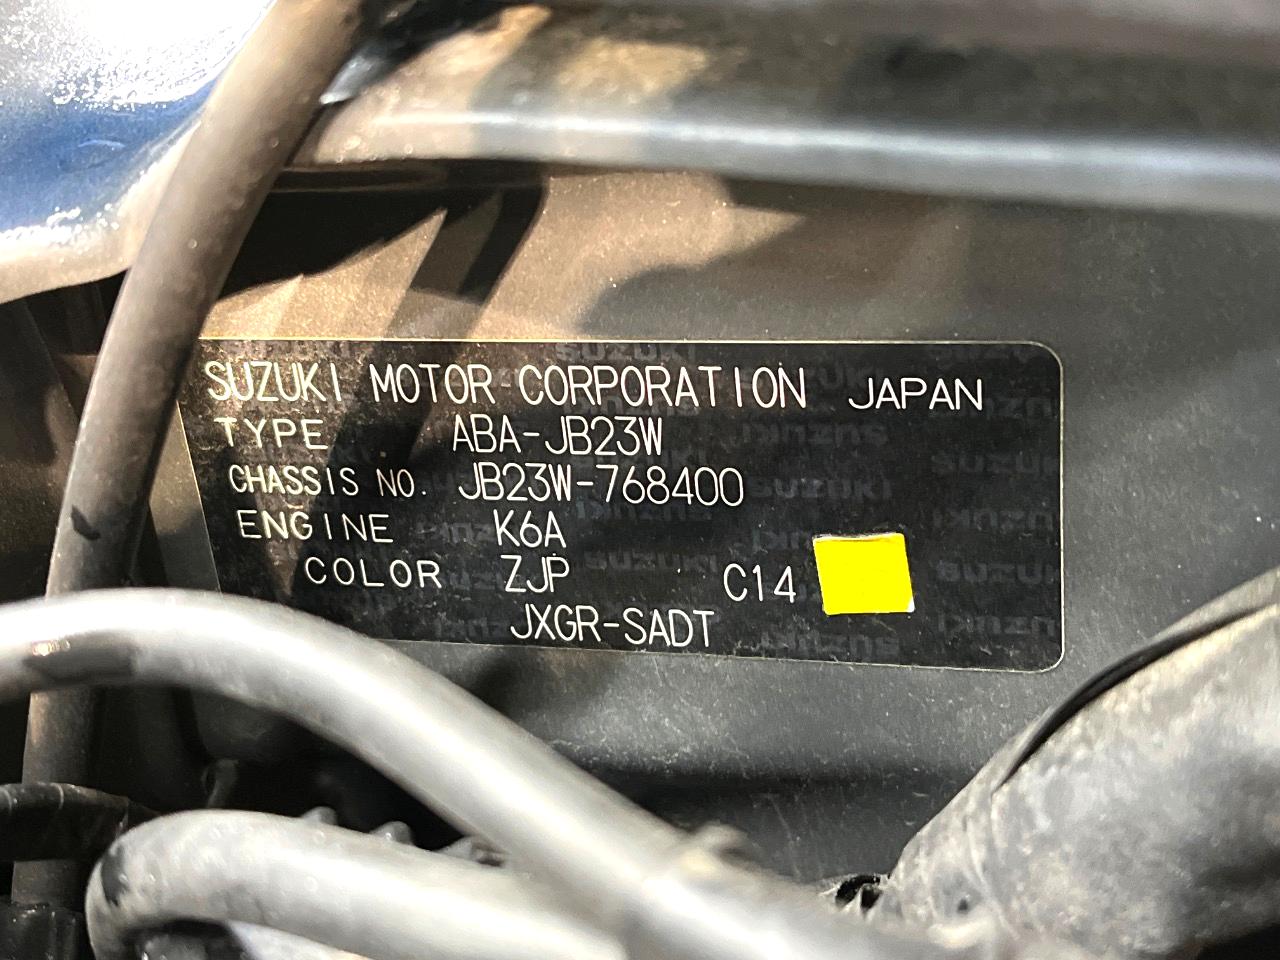 SUZUKI MOTOR CORPORATION JAPAN
TYPE ABA-JB23W
CHASSIS NO. JB23W-768400
ENGINE K6A
COLOR ZJP C14
JXGR-SADT